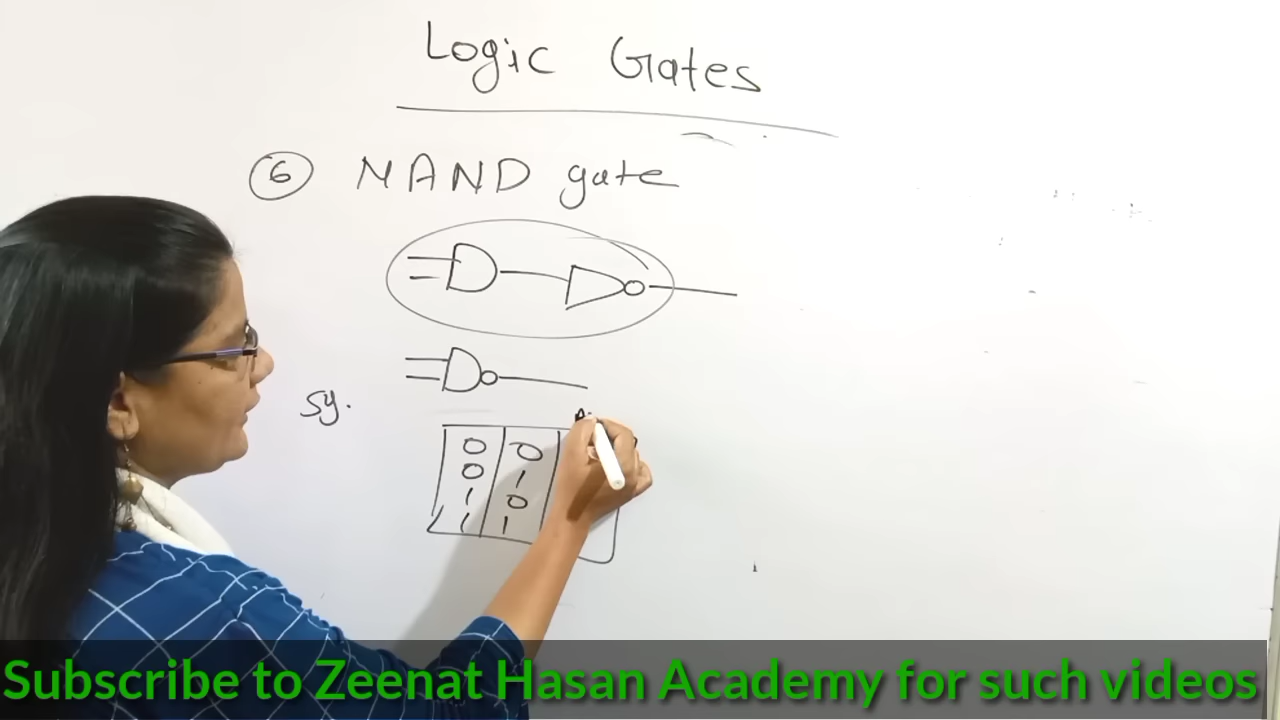 Logic Gates
6 NAND gate
Sy.
0 0
0 1
1 0
1 1
Subscribe to Zeenat Hasan Academy for such videos